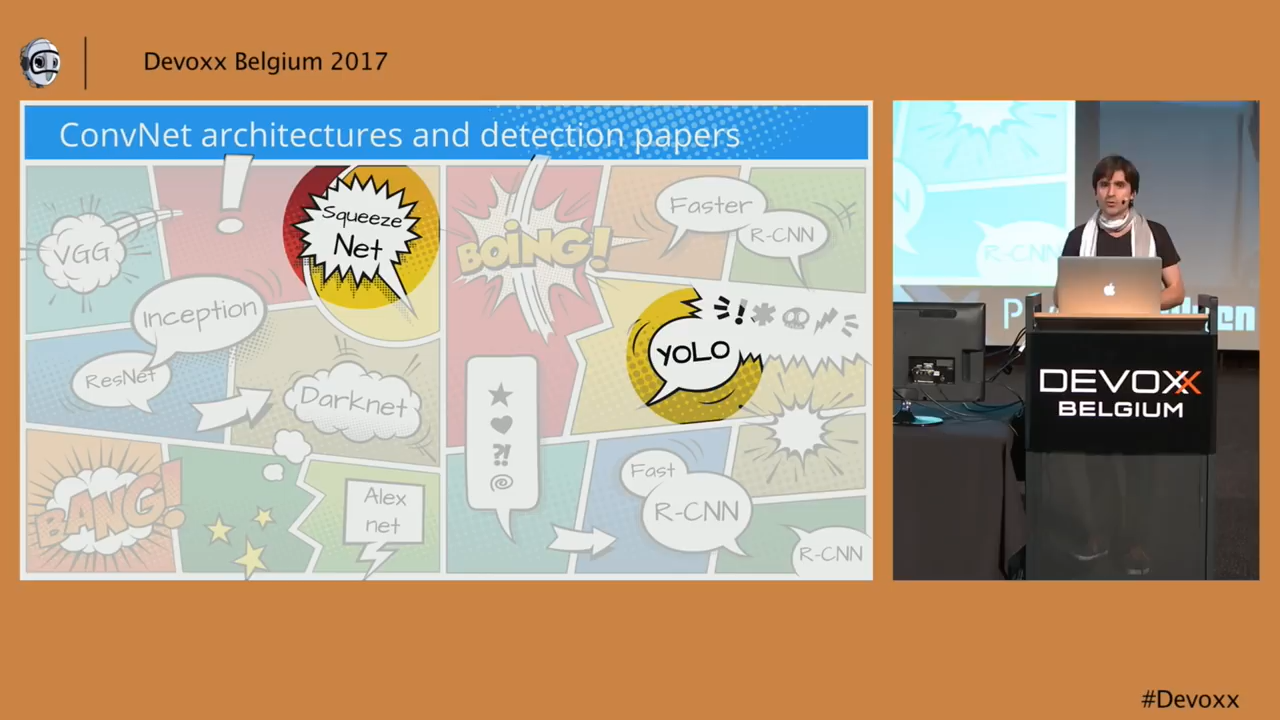 Devoxx Belgium 2017
ConvNet architectures and detection papers
VGG
!
Squeeze
Net
Inception
ResNet
Darknet
BANG!
Alex
net
BOiNG!
Faster
R-CNN
!
YOLO
?!
@
Fast
R-CNN
R-CNN
R-CNN
DEVOXX
BELGIUM
#Devoxx